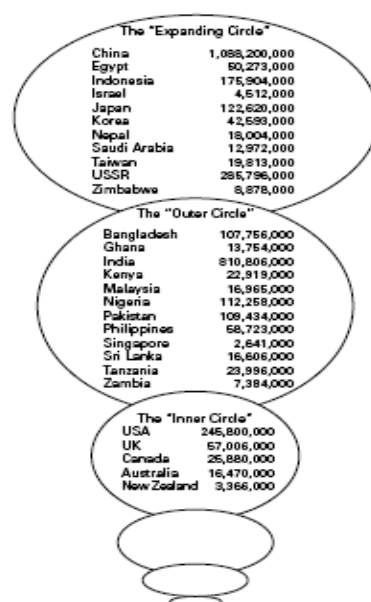 The "Expanding Circle"
China 1,088,200,000
Egypt 50,273,000
Indonesia 175,904,000
Israel 4,512,000
Japan 122,620,000
Korea 42,593,000
Nepal 18,004,000
Saudi Arabia 12,972,000
Taiwan 19,813,000
USSR 285,796,000
Zimbabwe 8,878,000
The "Outer Circle"
Bangladesh 107,756,000
Ghana 13,754,000
India 810,806,000
Kenya 22,919,000
Malaysia 16,965,000
Nigeria 112,258,000
Pakistan 109,434,000
Philippines 58,723,000
Singapore 2,641,000
Sri Lanka 16,606,000
Tanzania 23,996,000
Zambia 7,384,000
The "Inner Circle"
USA 245,800,000
UK 57,006,000
Canada 25,880,000
Australia 16,470,000
New Zealand 3,366,000